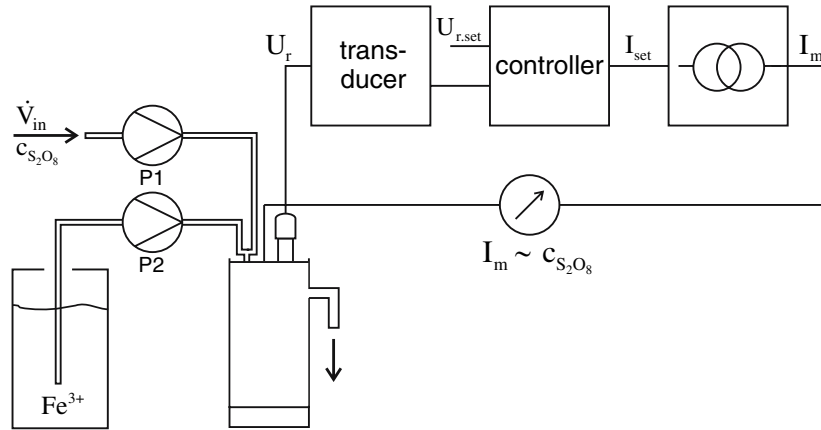 U_r
trans-
ducer
U_r.set
controller
I_set
I_m
V̇_in
c_S₂O₈
P1
P2
I_m ~ c_S₂O₈
Fe³⁺